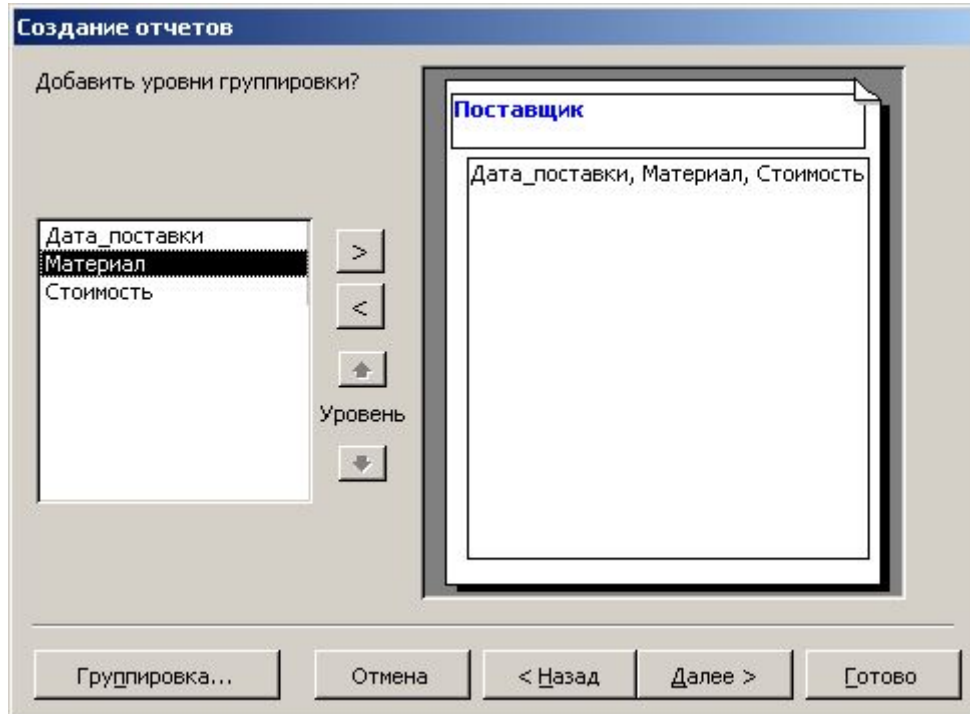 Создание отчетов
Добавить уровни группировки?
Поставщик
Дата_поставки, Материал, Стоимость
Дата_поставки
Материал
Стоимость
>
<
Уровень
Группировка...
Отмена
< Назад
Далее >
Готово